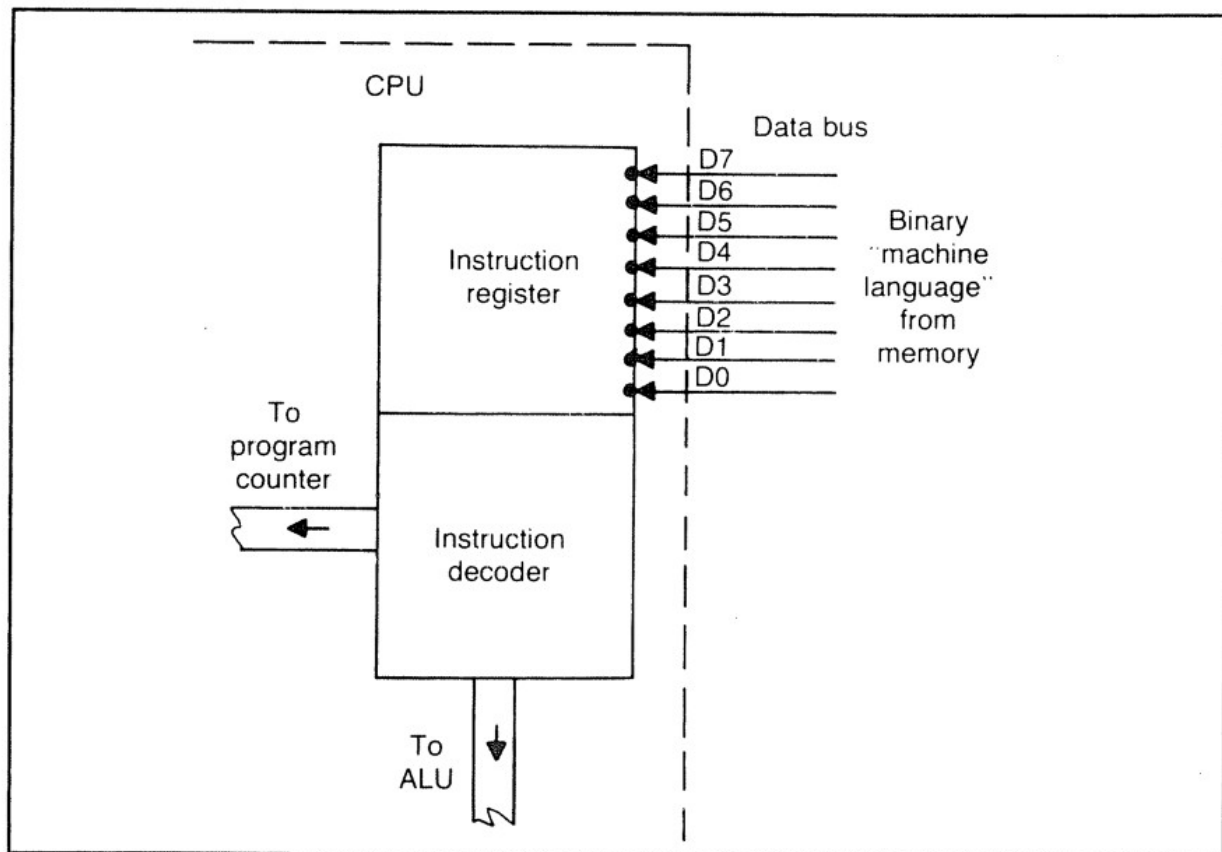 CPU
Data bus
D7
D6
D5
D4
D3
D2
D1
D0
Instruction
register
Binary
"machine
language"
from
memory
To
program
counter
Instruction
decoder
To
ALU